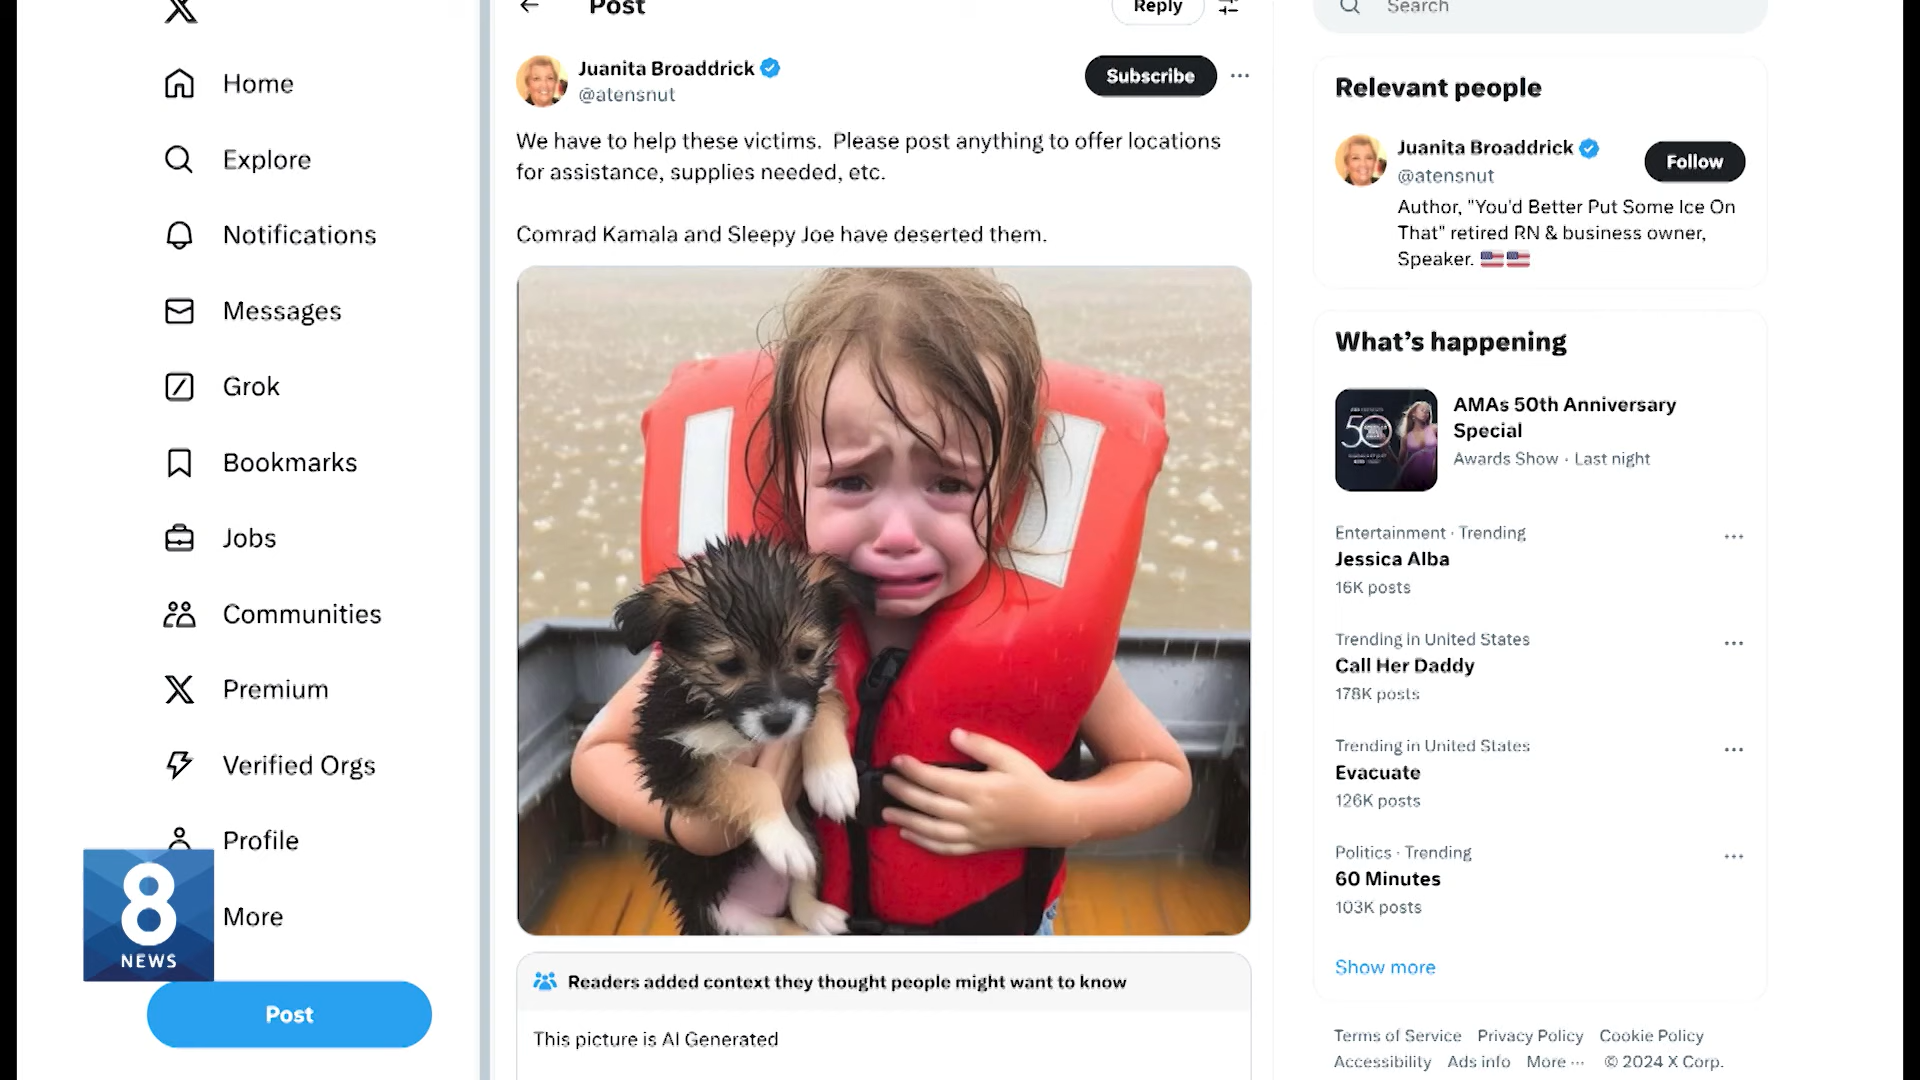 Post
Reply
Search
Home
Explore
Notifications
Messages
Grok
Bookmarks
Jobs
Communities
Premium
Verified Orgs
Profile
More
Post
8
NEWS
Juanita Broaddrick
@atensnut
Subscribe
We have to help these victims. Please post anything to offer locations
for assistance, supplies needed, etc.
Comrad Kamala and Sleepy Joe have deserted them.
Readers added context they thought people might want to know
This picture is AI Generated
Relevant people
Juanita Broaddrick
@atensnut
Follow
Author, "You'd Better Put Some Ice On
That" retired RN & business owner,
Speaker.
What's happening
50
AMAs 50th Anniversary
Special
Awards Show · Last night
Entertainment · Trending
Jessica Alba
16K posts
Trending in United States
Call Her Daddy
178K posts
Trending in United States
Evacuate
126K posts
Politics · Trending
60 Minutes
103K posts
Show more
Terms of Service Privacy Policy Cookie Policy
Accessibility Ads info More ··· © 2024 X Corp.